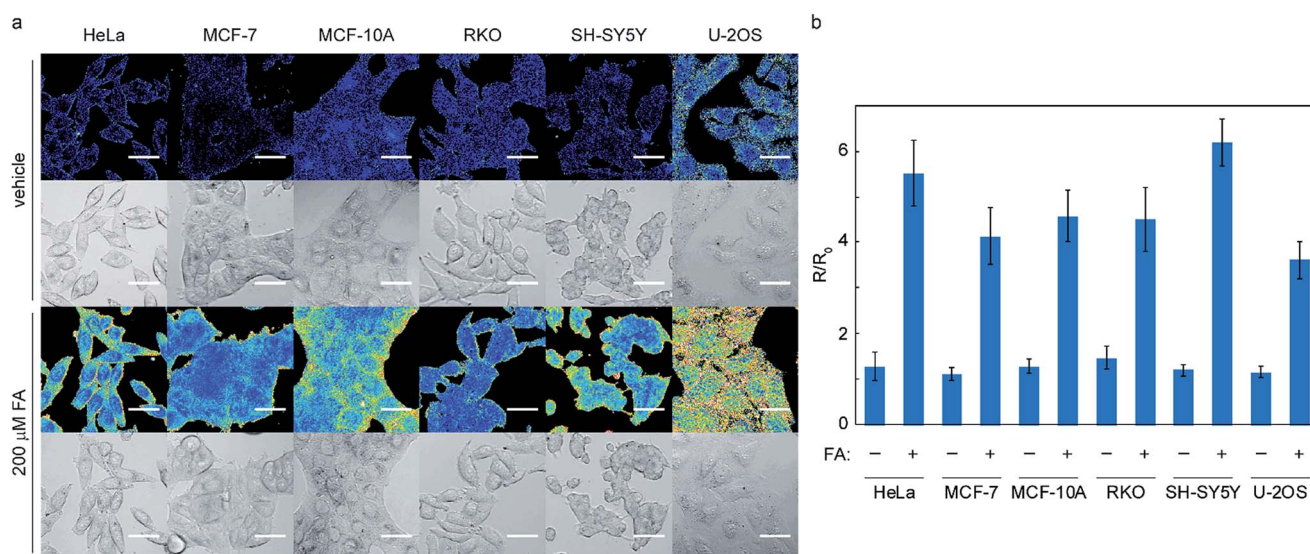 a
HeLa MCF-7 MCF-10A RKO SH-SY5Y U-2OS
vehicle
200 μM FA
b
R/R₀
6
4
2
0
FA: − + − + − + − + − + − +
HeLa MCF-7 MCF-10A RKO SH-SY5Y U-2OS